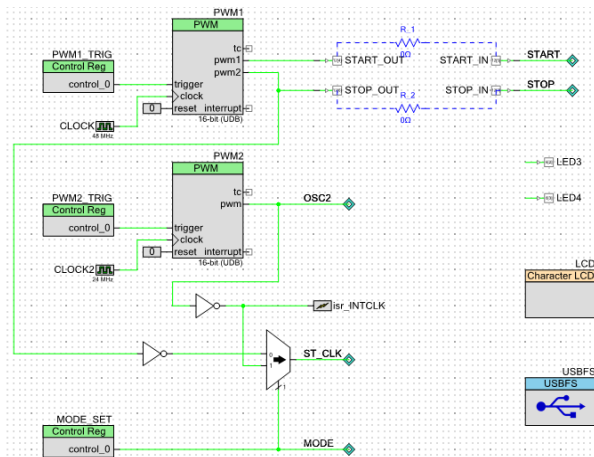 PWM1
PWM
tc
pwm1
pwm2
trigger
clock
reset
interrupt
16-bit (UDB)
PWM1_TRIG
Control Reg
control_0
0
CLOCK
48 MHz
R_1
0Ω
START_OUT
START_IN
START
STOP_OUT
STOP_IN
STOP
R_2
0Ω
PWM2
PWM
tc
pwm
trigger
clock
reset
interrupt
16-bit (UDB)
PWM2_TRIG
Control Reg
control_0
0
CLOCK2
24 MHz
OSC2
LED3
LED4
LCD
Character LCD
isr_INTCLK
0
1
ST_CLK
1
USBFS
USBFS
MODE_SET
Control Reg
control_0
MODE